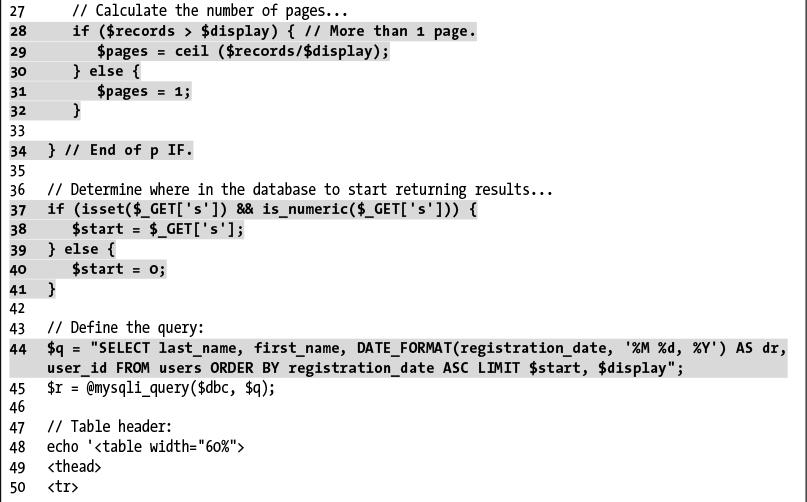 27 // Calculate the number of pages...
28 if ($records > $display) { // More than 1 page.
29 $pages = ceil ($records/$display);
30 } else {
31 $pages = 1;
32 }
33
34 } // End of p IF.
35
36 // Determine where in the database to start returning results...
37 if (isset($_GET['s']) && is_numeric($_GET['s'])) {
38 $start = $_GET['s'];
39 } else {
40 $start = 0;
41 }
42
43 // Define the query:
44 $q = "SELECT last_name, first_name, DATE_FORMAT(registration_date, '%M %d, %Y') AS dr,
user_id FROM users ORDER BY registration_date ASC LIMIT $start, $display";
45 $r = @mysqli_query($dbc, $q);
46
47 // Table header:
48 echo '<table width="60%">
49 <thead>
50 <tr>